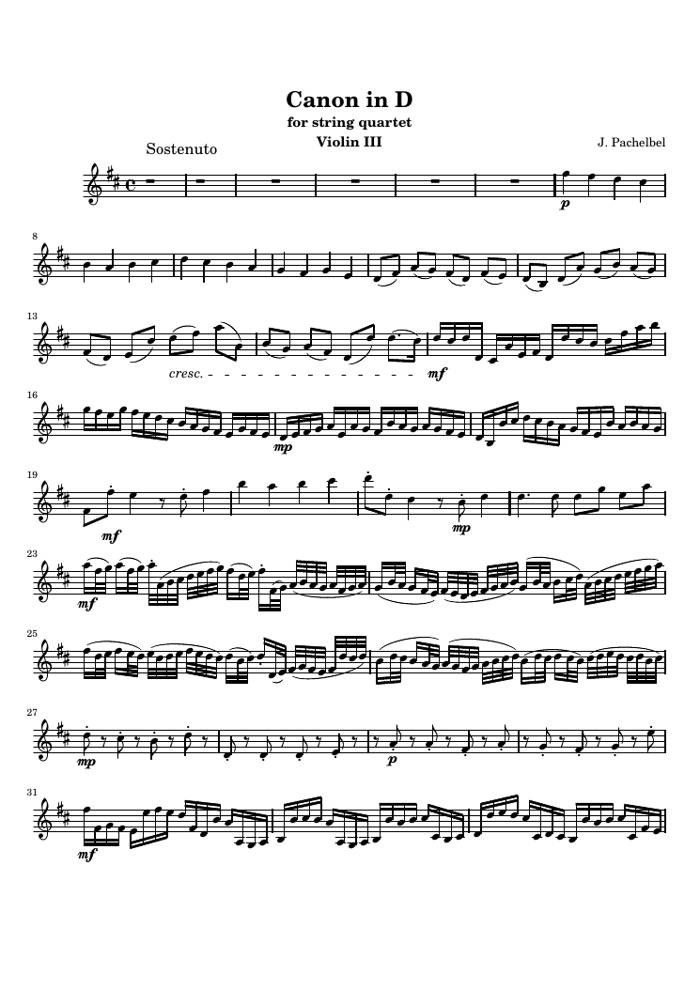 Canon in D
for string quartet
Violin III
J. Pachelbel
Sostenuto
p
8
13
cresc.
mf
16
mp
19
mf
mp
23
mf
25
27
mp
p
31
mf